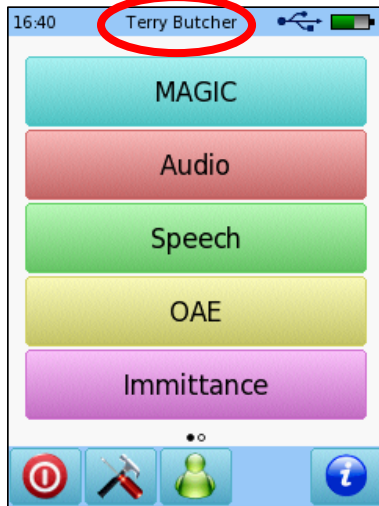 16:40 Terry Butcher
MAGIC
Audio
Speech
OAE
Immittance